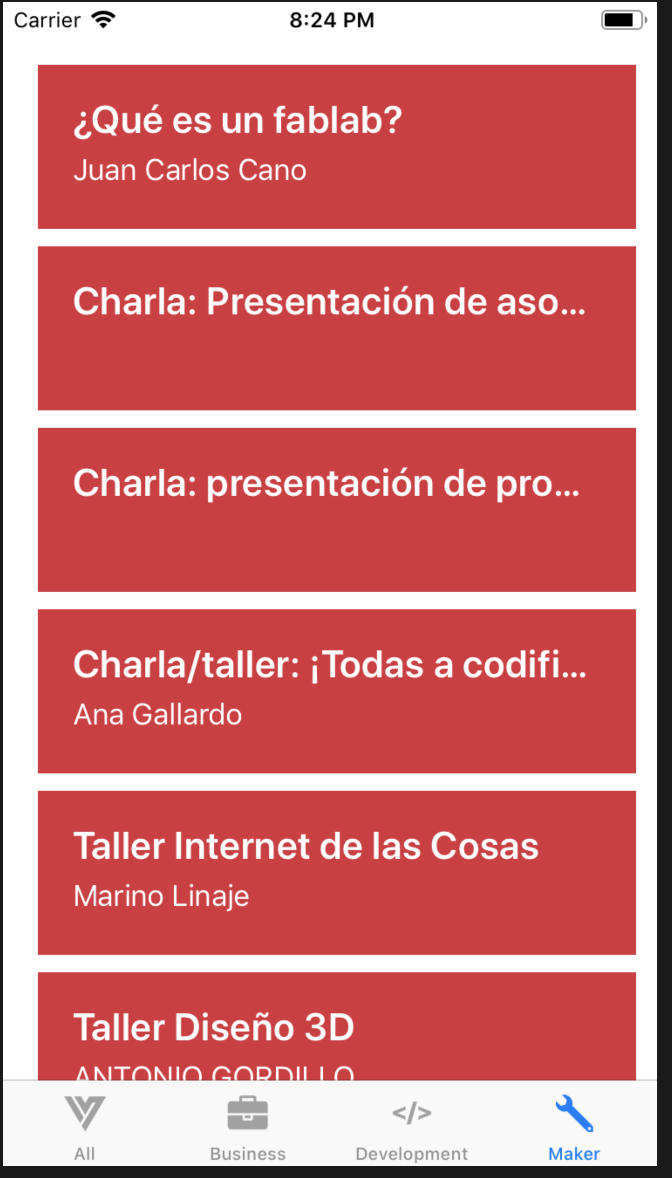 Carrier 8:24 PM
¿Qué es un fablab?
Juan Carlos Cano
Charla: Presentación de aso...
Charla: presentación de pro...
Charla/taller: ¡Todas a codifi...
Ana Gallardo
Taller Internet de las Cosas
Marino Linaje
Taller Diseño 3D
ANTONIO GORDILLO
All Business Development Maker